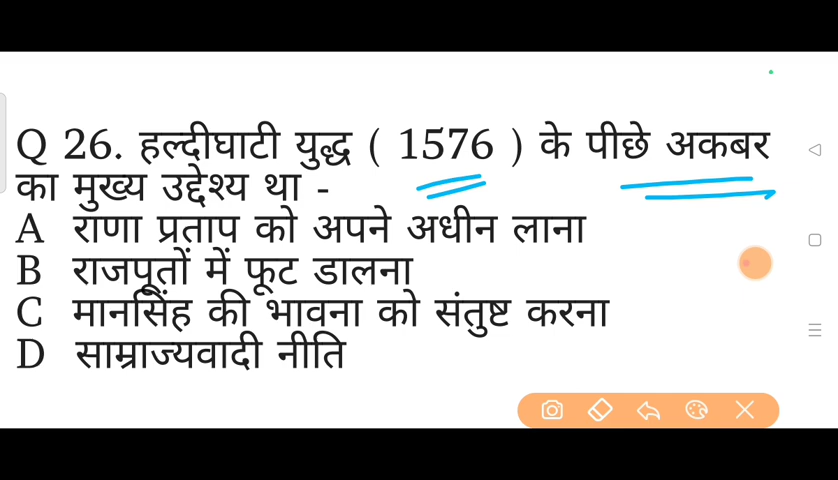 Q 26. हल्दीघाटी युद्ध ( 1576 ) के पीछे अकबर
का मुख्य उद्देश्य था -
A राणा प्रताप को अपने अधीन लाना
B राजपूतों में फूट डालना
C मानसिंह की भावना को संतुष्ट करना
D साम्राज्यवादी नीति